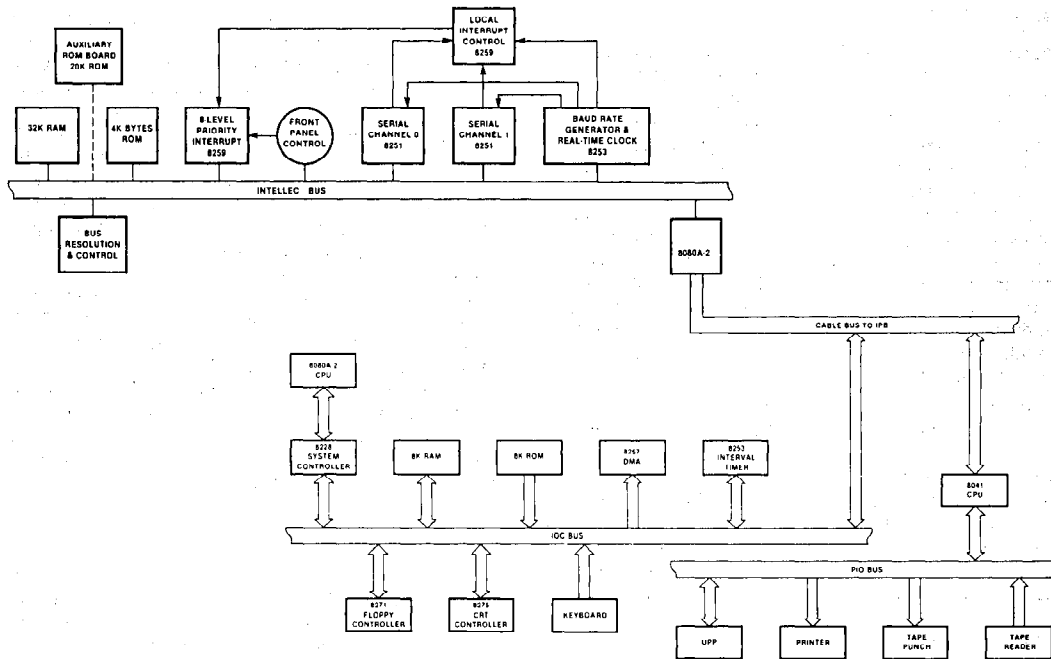 LOCAL
INTERRUPT
CONTROL
8259
AUXILIARY
ROM BOARD
20K ROM
32K RAM
4K BYTES
ROM
8-LEVEL
PRIORITY
INTERRUPT
8259
FRONT
PANEL
CONTROL
SERIAL
CHANNEL 0
8251
SERIAL
CHANNEL 1
8251
BAUD RATE
GENERATOR &
REAL-TIME CLOCK
8253
INTELLEC BUS
BUS
RESOLUTION
& CONTROL
8080A-2
CABLE BUS TO IPB
8080A-2
CPU
8228
SYSTEM
CONTROLLER
8K RAM
8K ROM
8257
DMA
8253
INTERVAL
TIMER
8041
CPU
IOC BUS
PIO BUS
8271
FLOPPY
CONTROLLER
8275
CRT
CONTROLLER
KEYBOARD
UPP
PRINTER
TAPE
PUNCH
TAPE
READER